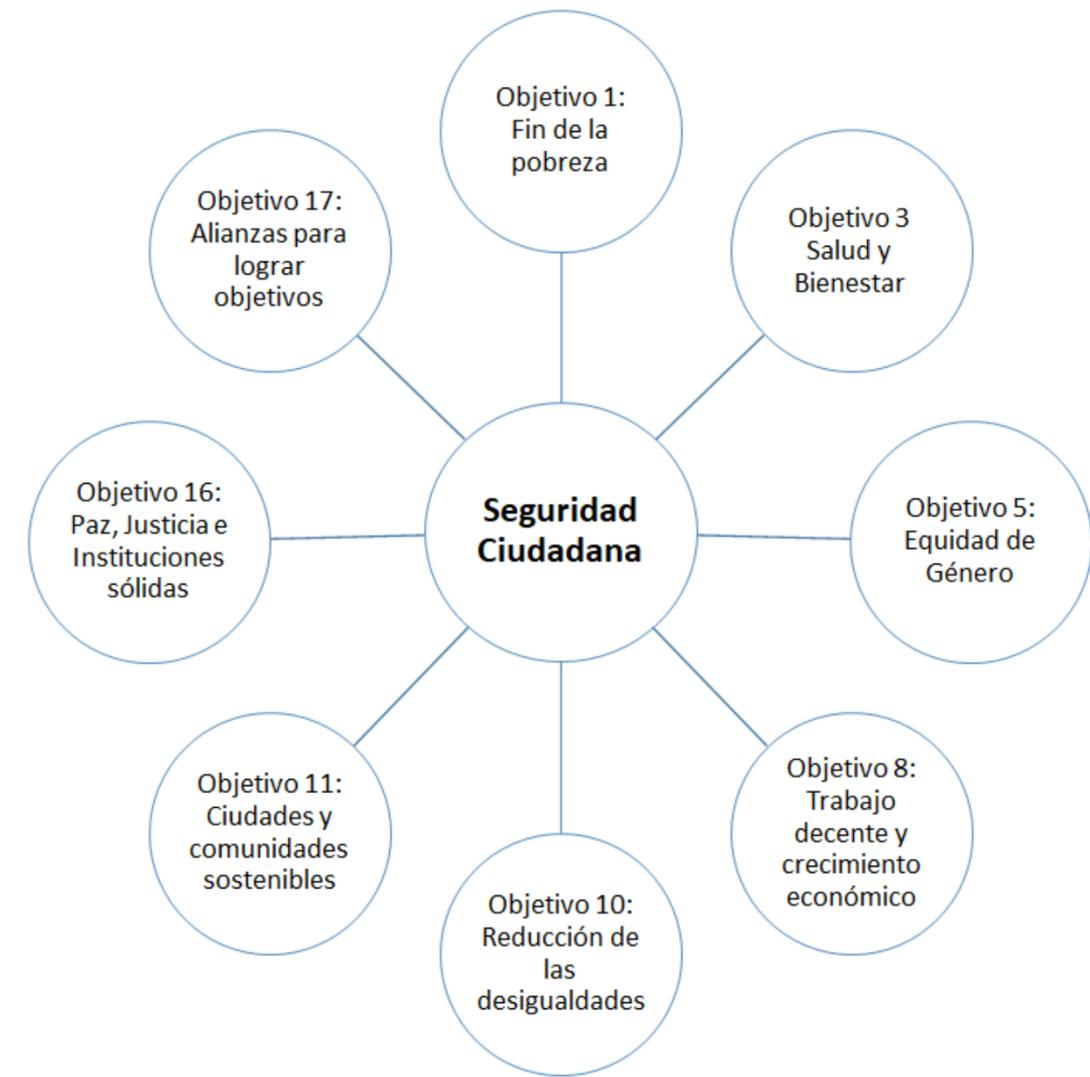 Objetivo 1:
Fin de la
pobreza
Objetivo 3
Salud y
Bienestar
Objetivo 5:
Equidad de
Género
Objetivo 8:
Trabajo
decente y
crecimiento
económico
Objetivo 10:
Reducción de
las
desigualdades
Objetivo 11:
Ciudades y
comunidades
sostenibles
Objetivo 16:
Paz, Justicia e
Instituciones
sólidas
Objetivo 17:
Alianzas para
lograr
objetivos
Seguridad
Ciudadana